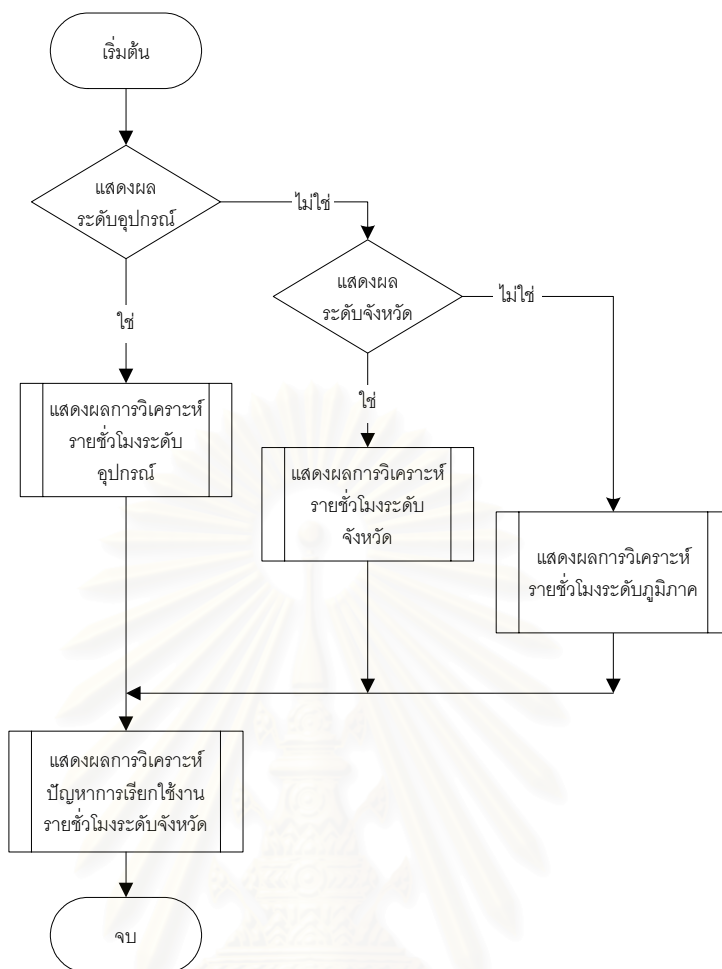 เริ่มต้น
แสดงผล
ระดับอุปกรณ์
ไม่ใช่
แสดงผล
ระดับจังหวัด
ไม่ใช่
ใช่
ใช่
แสดงผลการวิเคราะห์
รายชั่วโมงระดับ
อุปกรณ์
แสดงผลการวิเคราะห์
รายชั่วโมงระดับ
จังหวัด
แสดงผลการวิเคราะห์
รายชั่วโมงระดับภูมิภาค
แสดงผลการวิเคราะห์
ปัญหาการเรียกใช้งาน
รายชั่วโมงระดับจังหวัด
จบ